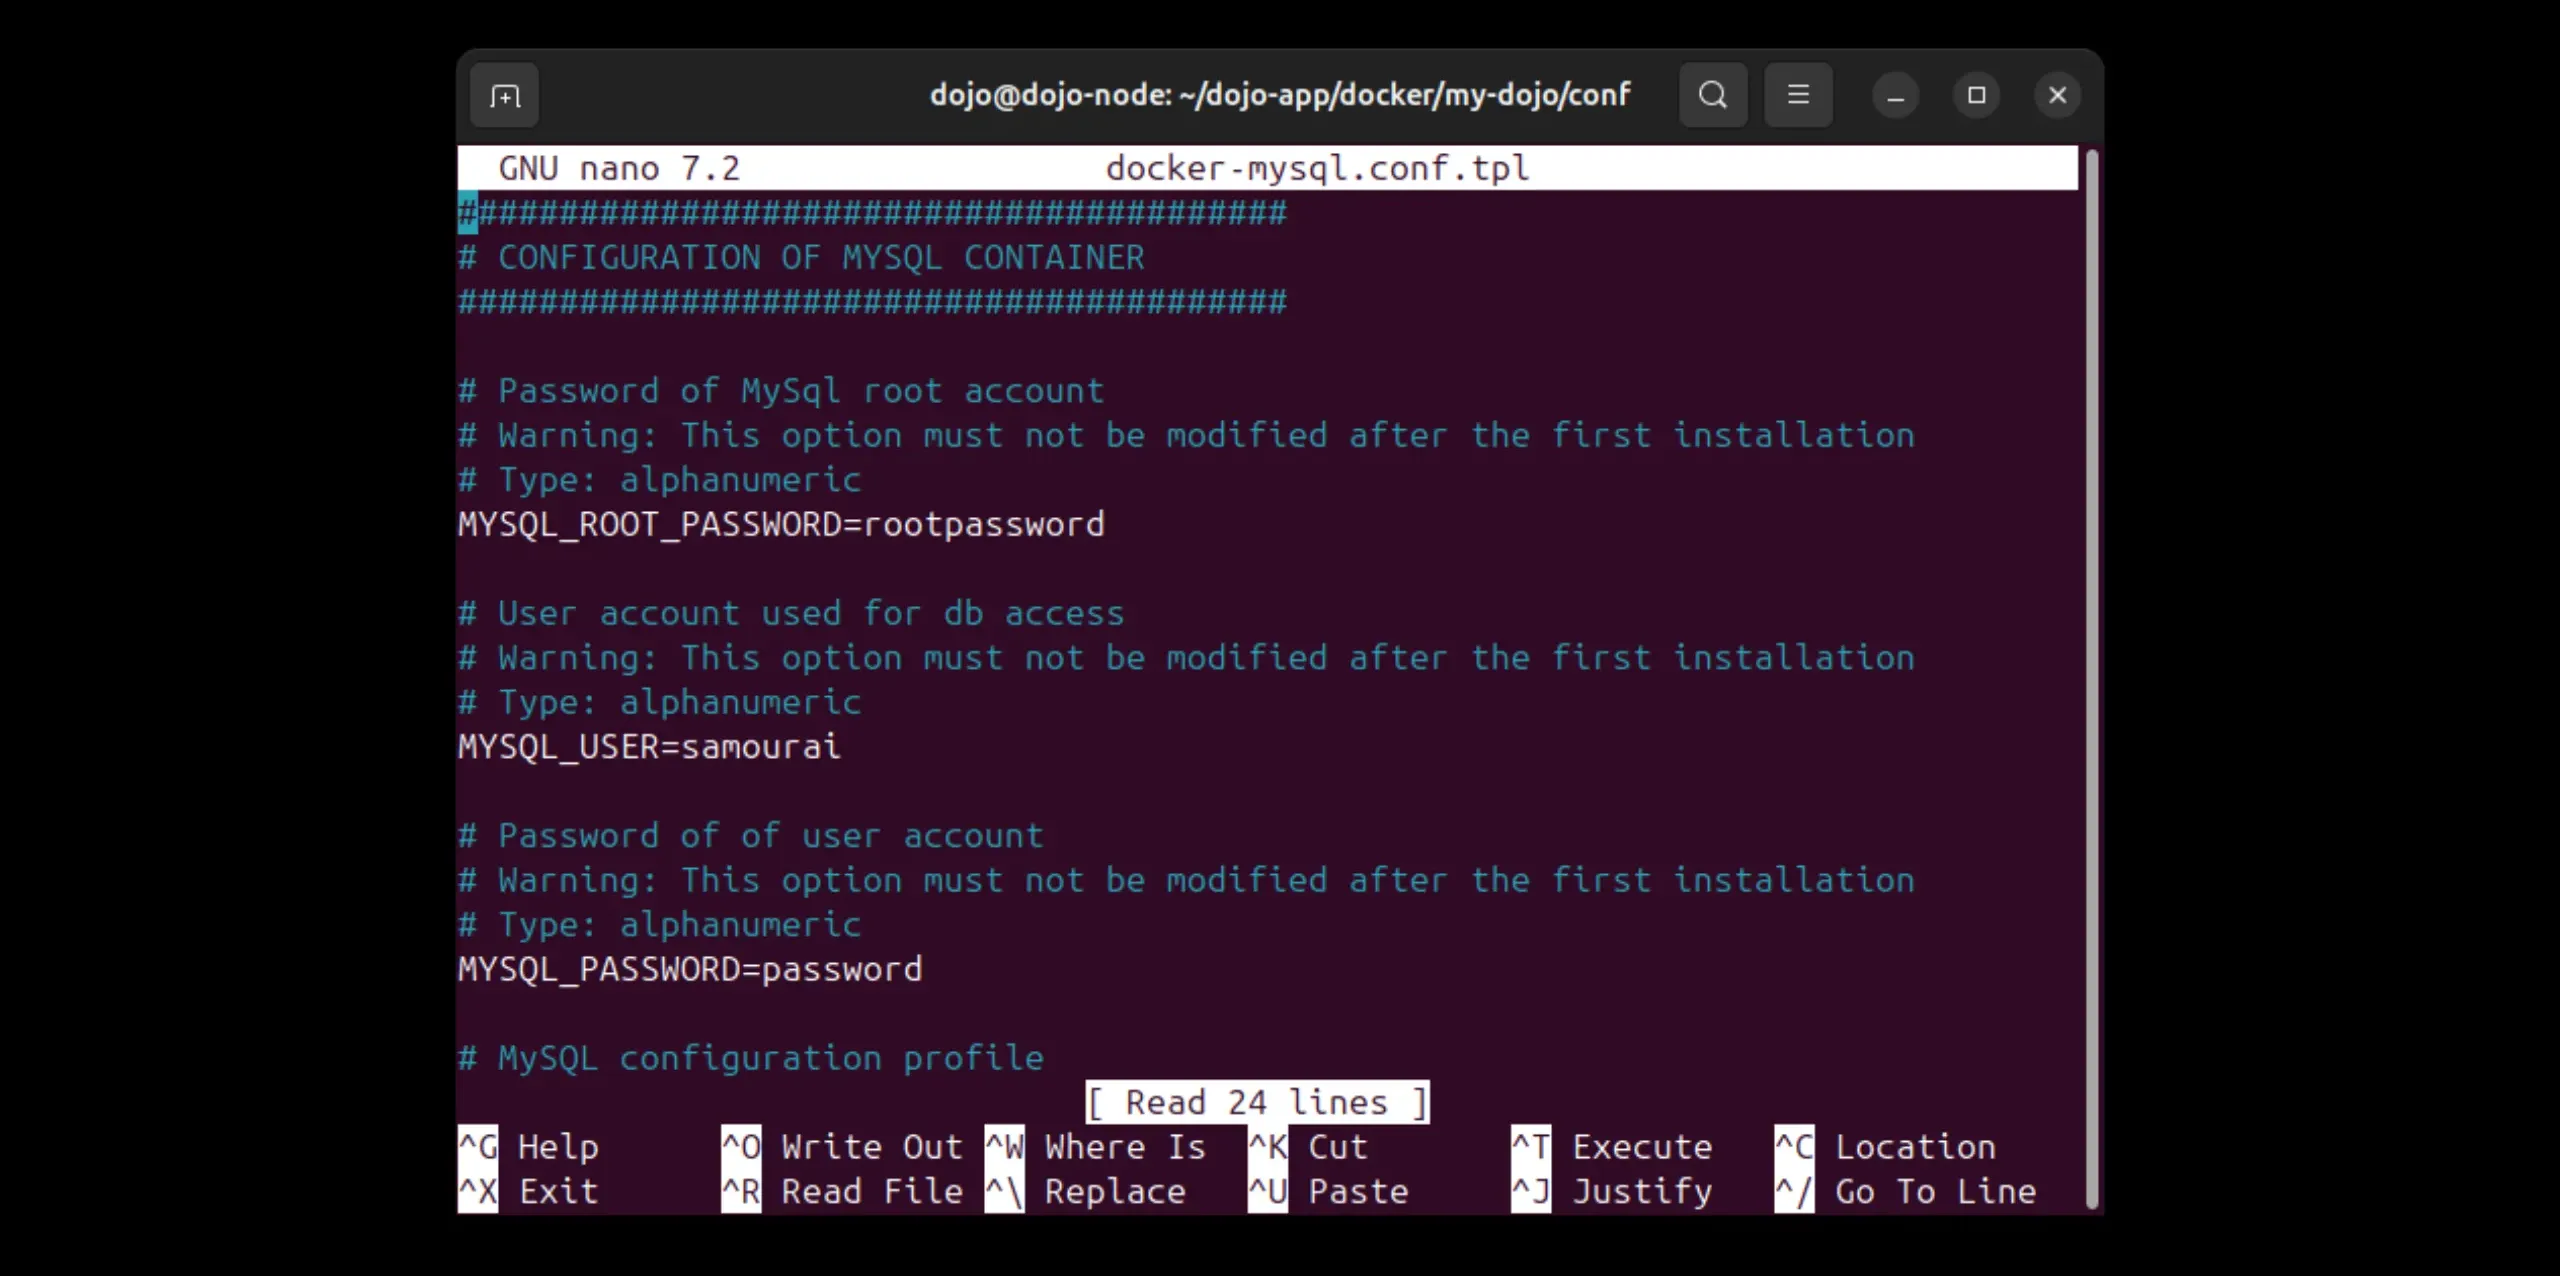 dojo@dojo-node: ~/dojo-app/docker/my-dojo/conf
GNU nano 7.2 docker-mysql.conf.tpl
#########################################
# CONFIGURATION OF MYSQL CONTAINER
#########################################
# Password of MySql root account
# Warning: This option must not be modified after the first installation
# Type: alphanumeric
MYSQL_ROOT_PASSWORD=rootpassword
# User account used for db access
# Warning: This option must not be modified after the first installation
# Type: alphanumeric
MYSQL_USER=samourai
# Password of of user account
# Warning: This option must not be modified after the first installation
# Type: alphanumeric
MYSQL_PASSWORD=password
# MySQL configuration profile
[ Read 24 lines ]
^G Help ^O Write Out ^W Where Is ^K Cut ^T Execute ^C Location
^X Exit ^R Read File ^\ Replace ^U Paste ^J Justify ^/ Go To Line